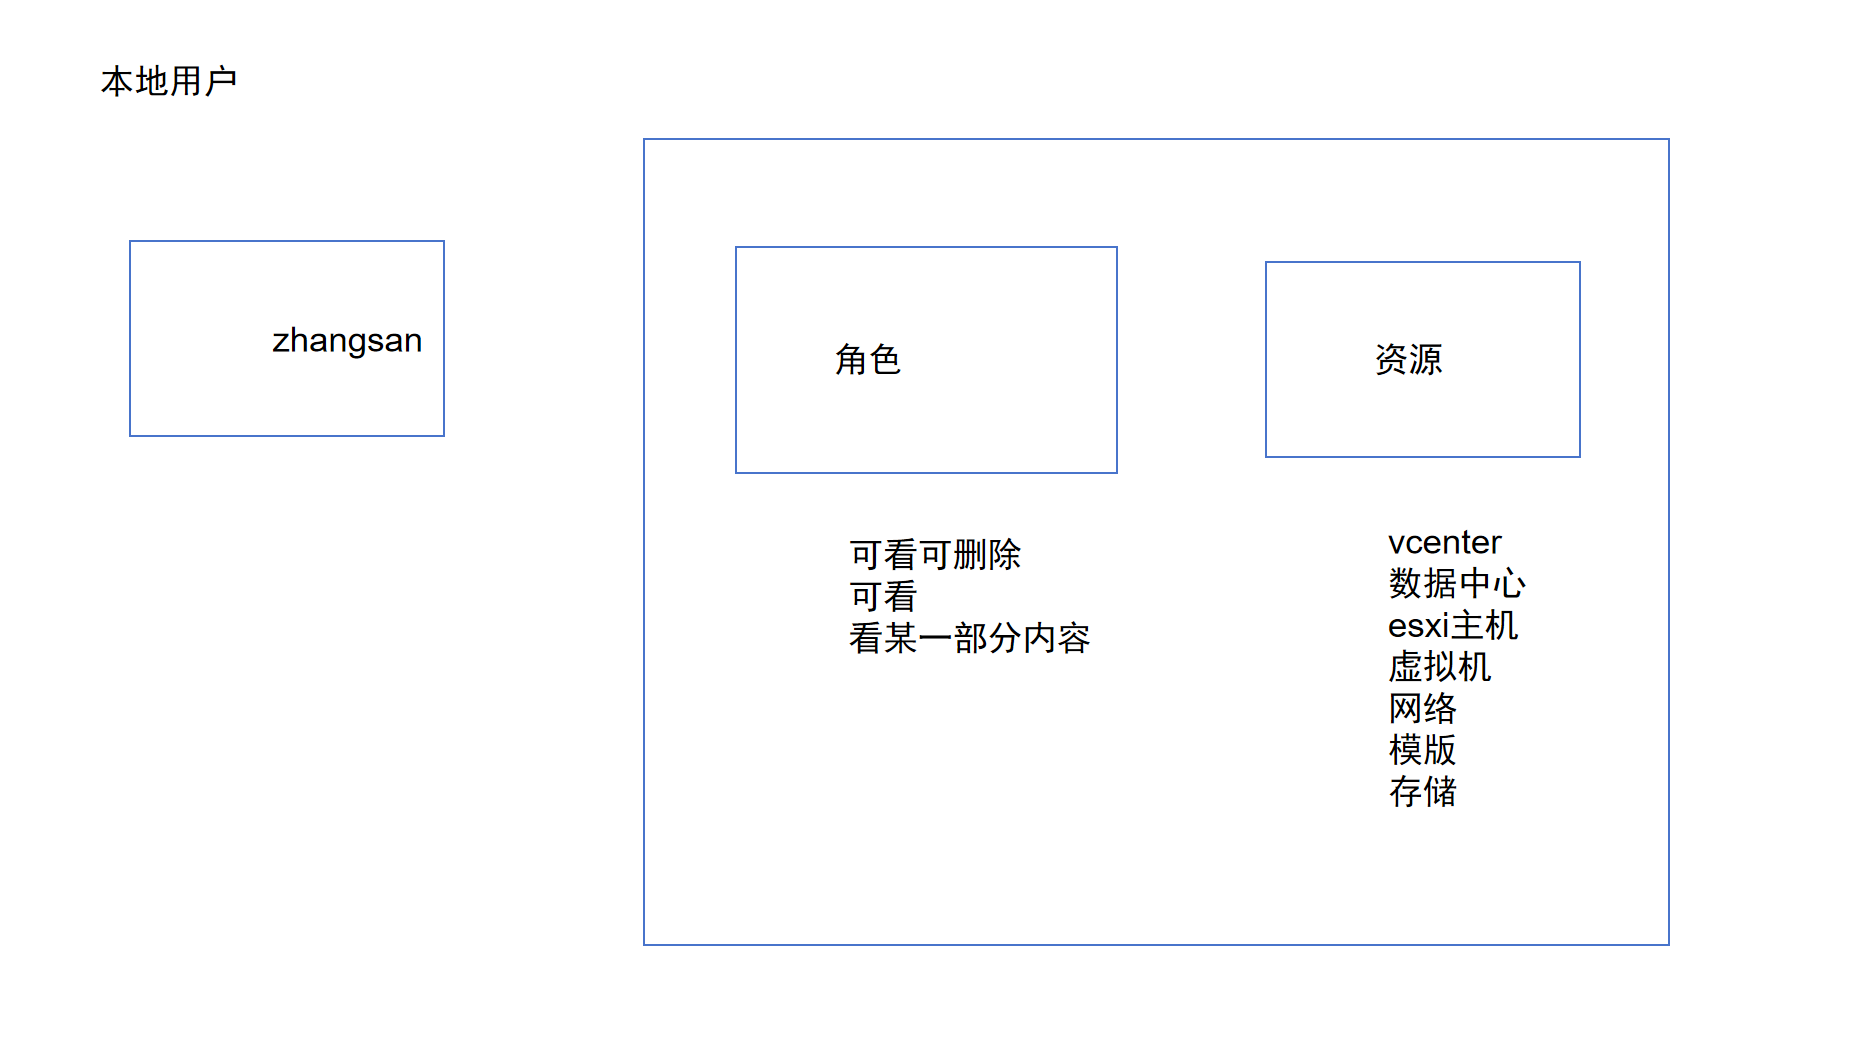 本地用户
zhangsan
角色
资源
可看可删除
可看
看某一部分内容
vcenter
数据中心
esxi主机
虚拟机
网络
模版
存储